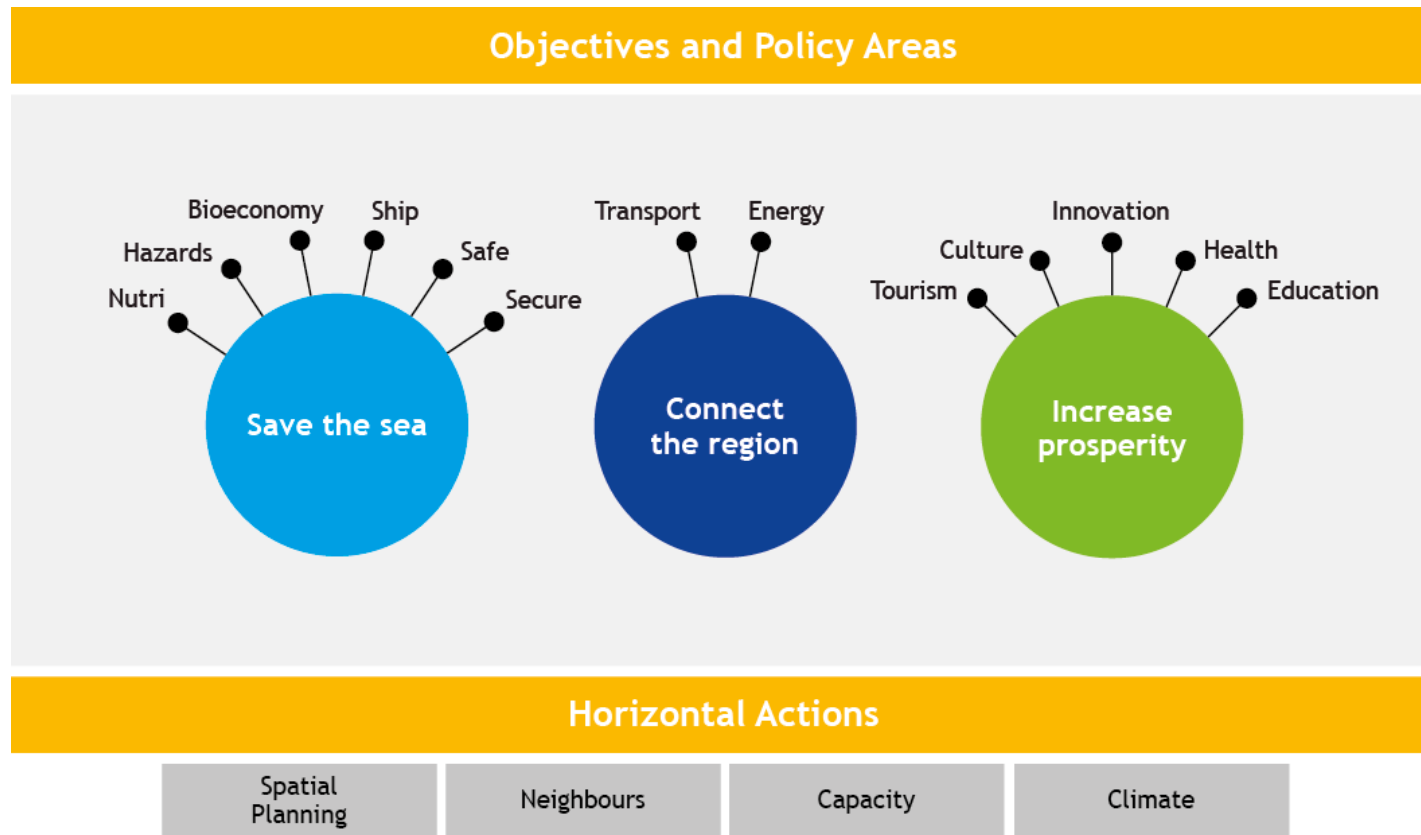 Objectives and Policy Areas
Nutri
Hazards
Bioeconomy
Ship
Safe
Secure
Save the sea
Transport
Energy
Connect
the region
Tourism
Culture
Innovation
Health
Education
Increase
prosperity
Horizontal Actions
Spatial
Planning
Neighbours
Capacity
Climate